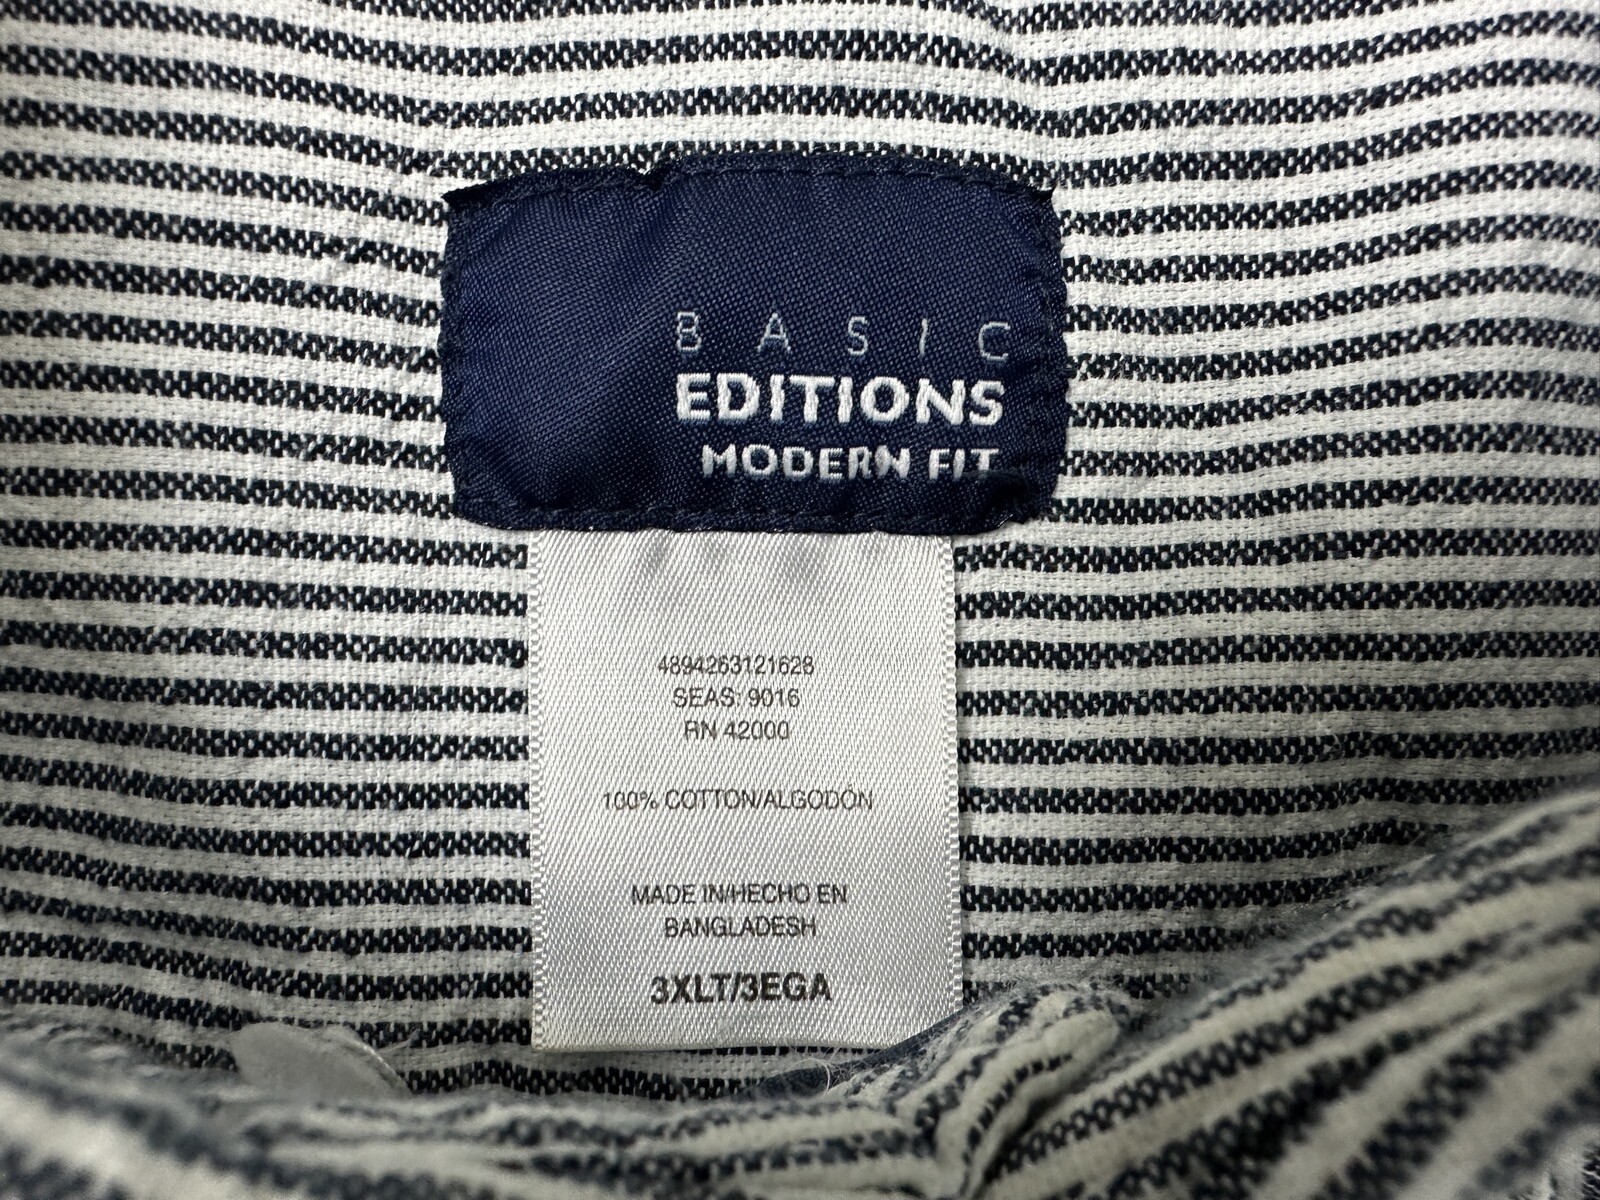 BASIC
EDITIONS
MODERN FIT
4894263121628
SEAS: 9016
RN 42000
100% COTTON/ALGODÓN
MADE IN/HECHO EN
BANGLADESH
3XLT/3EGA